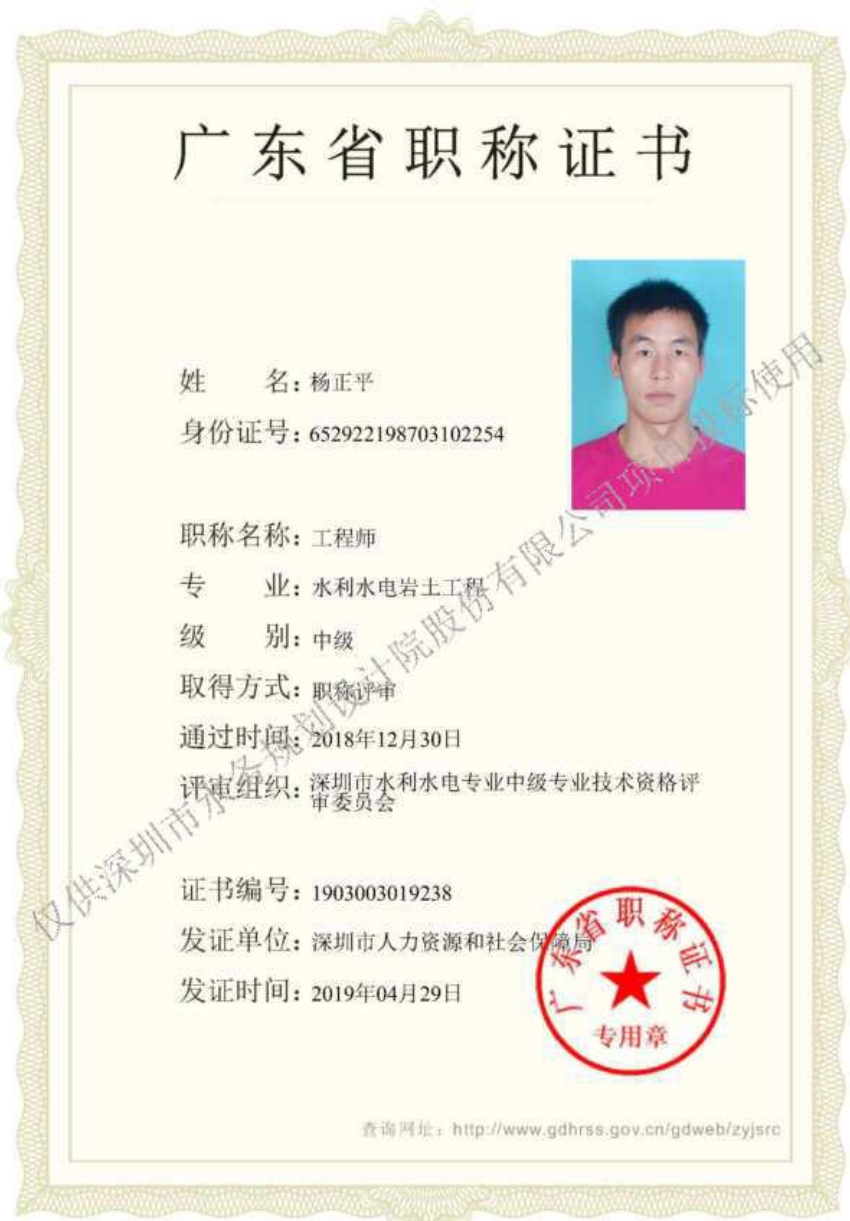 广东省职称证书
姓 名：杨正平
身份证号：652922198703102254
职称名称：工程师
专 业：水利水电岩土工程
级 别：中级
取得方式：职称评审
通过时间：2018年12月30日
评审组织：深圳市水利水电专业中级专业技术资格评
审委员会
证书编号：1903003019238
发证单位：深圳市人力资源和社会保障局
发证时间：2019年04月29日
广东省职称证书
专用章
查询网址：http://www.gdhrss.gov.cn/gdweb/zyjsrc
仅供深圳市水务规划设计院股份有限公司项目投标使用